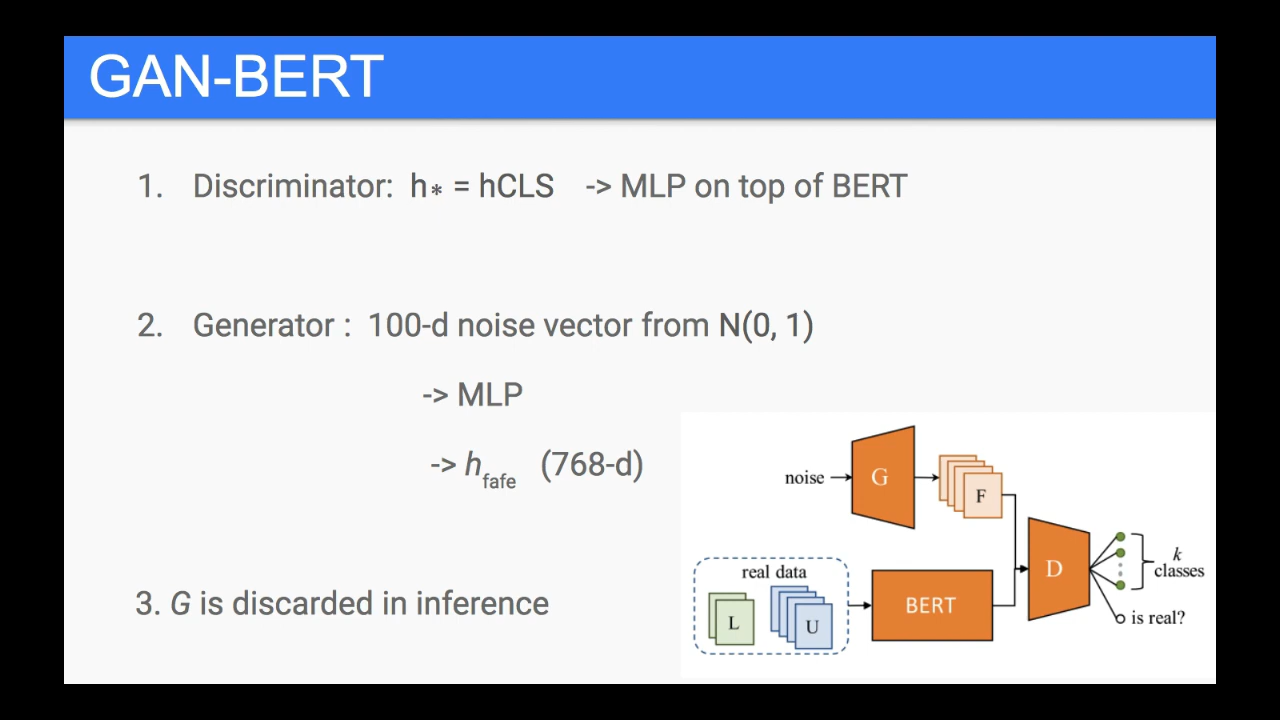 GAN-BERT
1. Discriminator: h* = hCLS -> MLP on top of BERT
2. Generator : 100-d noise vector from N(0, 1)
-> MLP
-> hfafe (768-d)
3. G is discarded in inference
noise
G
F
real data
L
U
BERT
D
k
classes
is real?